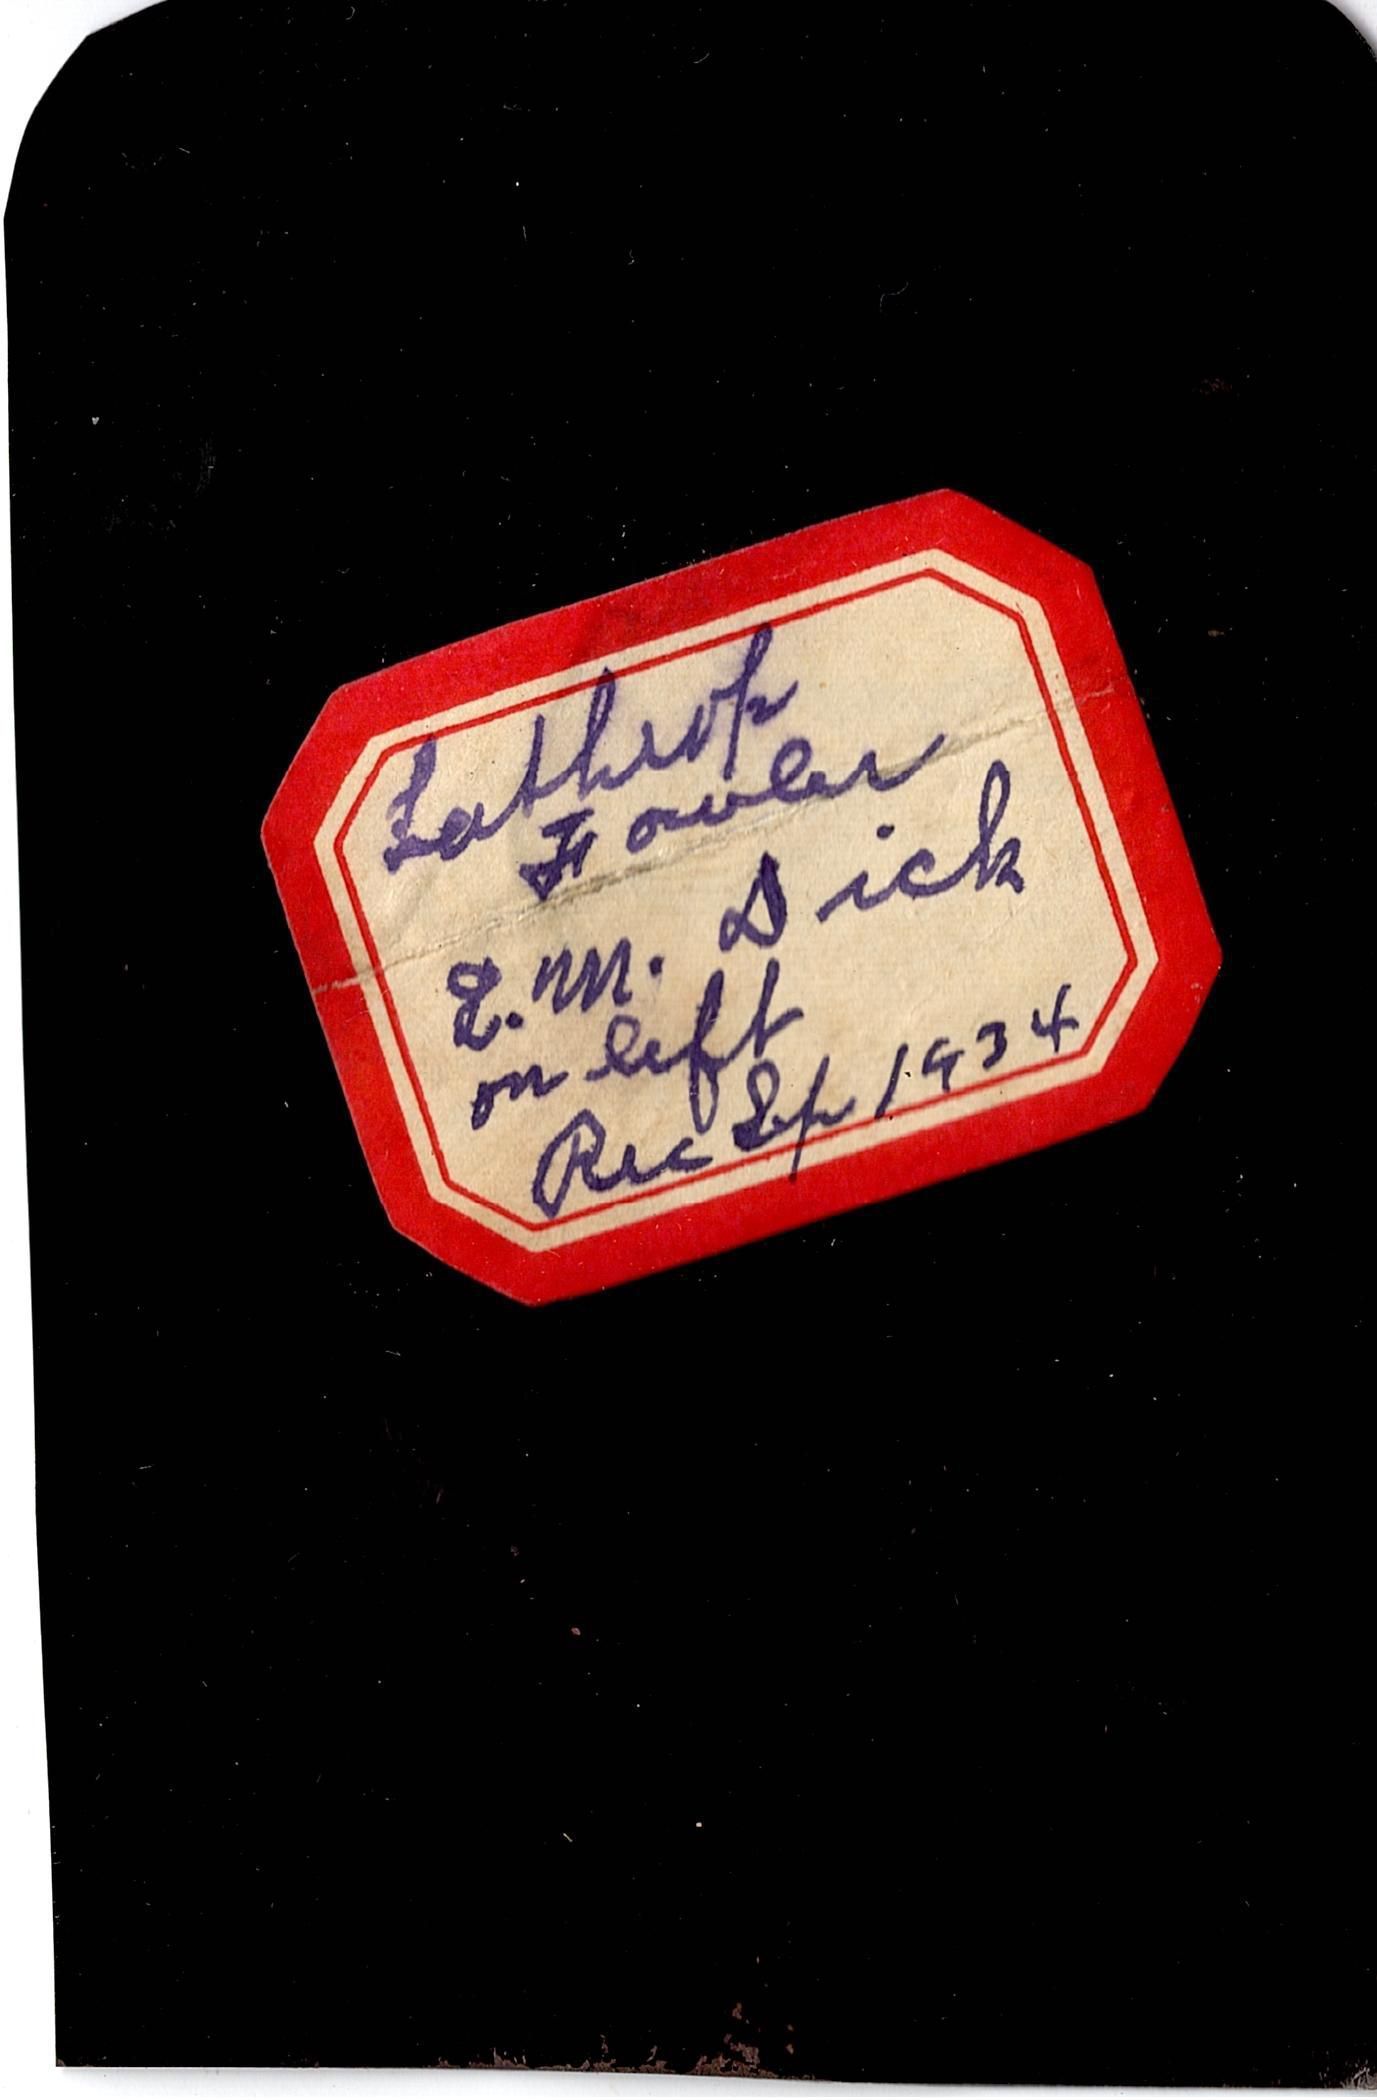 Lathrop
Fowler
E.M. Dick
on left
Rec Sep 1934